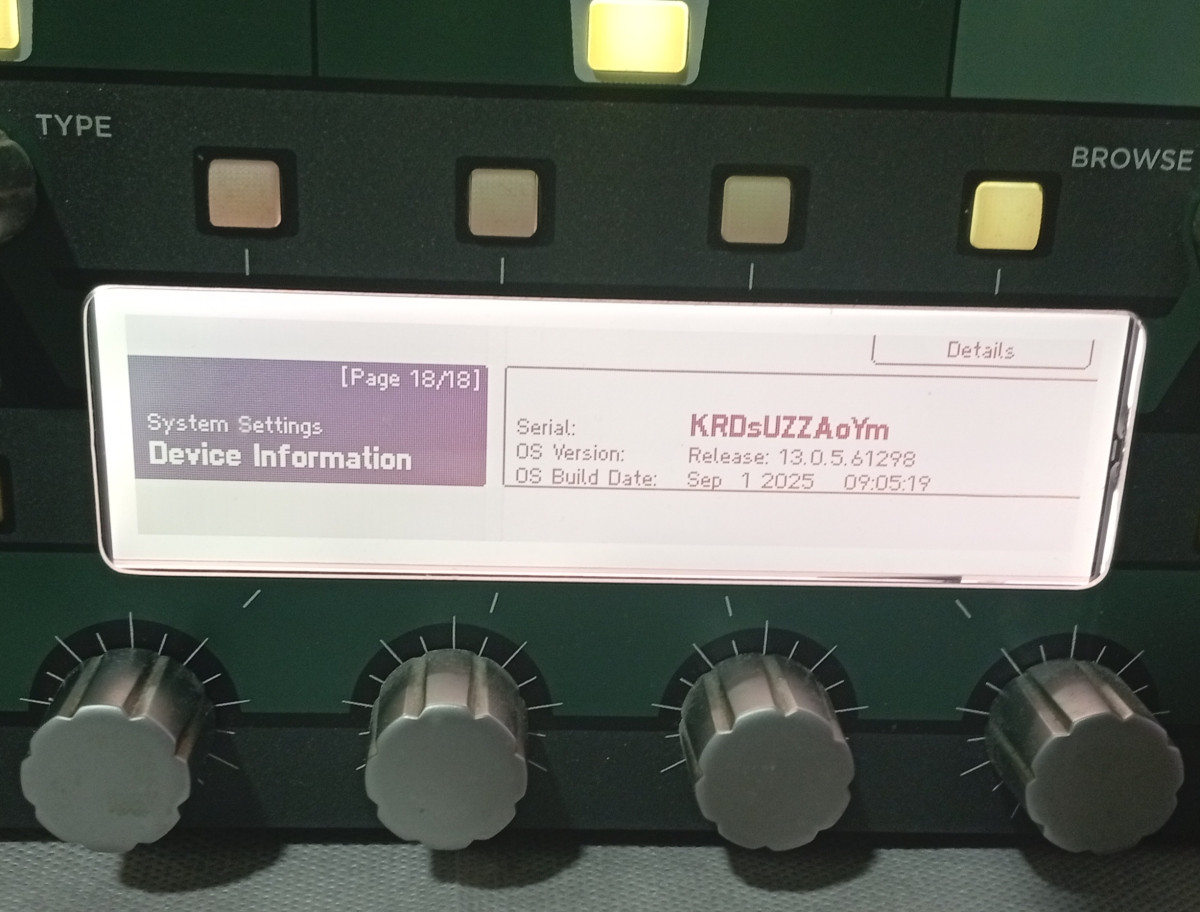 TYPE
BROWSE
Details
[Page 18/18]
System Settings
Device Information
Serial: KRDsUZZAoYm
OS Version: Release: 13.0.5.61298
OS Build Date: Sep 1 2025 09:05:19